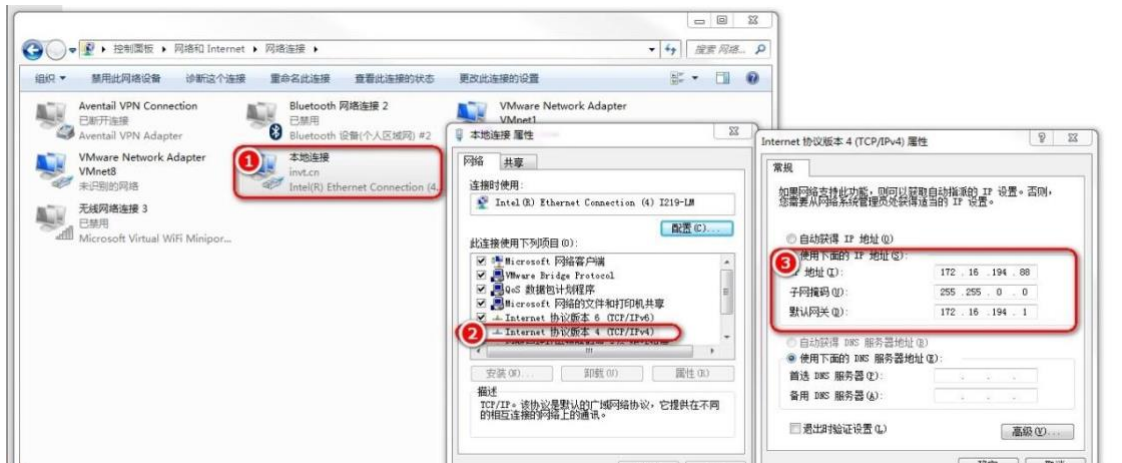 控制面板 ▸ 网络和 Internet ▸ 网络连接 ▸
搜索 网络...
组织 ▼ 禁用此网络设备 诊断这个连接 重命名此连接 查看此连接的状态 更改此连接的设置
Aventail VPN Connection
已断开连接
Aventail VPN Adapter
Bluetooth 网络连接 2
已禁用
Bluetooth 设备(个人区域网) #2
VMware Network Adapter
VMnet1
VMware Network Adapter
VMnet8
未识别的网络
1
本地连接
invt.cn
Intel(R) Ethernet Connection (4...
无线网络连接 3
已禁用
Microsoft Virtual WiFi Minipor...
本地连接 属性
网络 共享
连接时使用:
Intel(R) Ethernet Connection (4) I219-LM
配置(C)...
此连接使用下列项目(O):
Microsoft 网络客户端
VMware Bridge Protocol
QoS 数据包计划程序
Microsoft 网络的文件和打印机共享
Internet 协议版本 6 (TCP/IPv6)
2
Internet 协议版本 4 (TCP/IPv4)
安装(N)... 卸载(U) 属性(R)
描述
TCP/IP。该协议是默认的广域网络协议，它提供在不同
的相互连接的网络上的通讯。
Internet 协议版本 4 (TCP/IPv4) 属性
常规
如果网络支持此功能，则可以获取自动指派的 IP 设置。否则，
您需要从网络系统管理员处获得适当的 IP 设置。
自动获得 IP 地址(O)
3
使用下面的 IP 地址(S):
地址(I): 172 . 16 .194 . 88
子网掩码(U): 255 .255 . 0 . 0
默认网关(D): 172 . 16 .194 . 1
自动获得 DNS 服务器地址(B)
使用下面的 DNS 服务器地址(E):
首选 DNS 服务器(P):
备用 DNS 服务器(A):
退出时验证设置(L)
高级(V)...